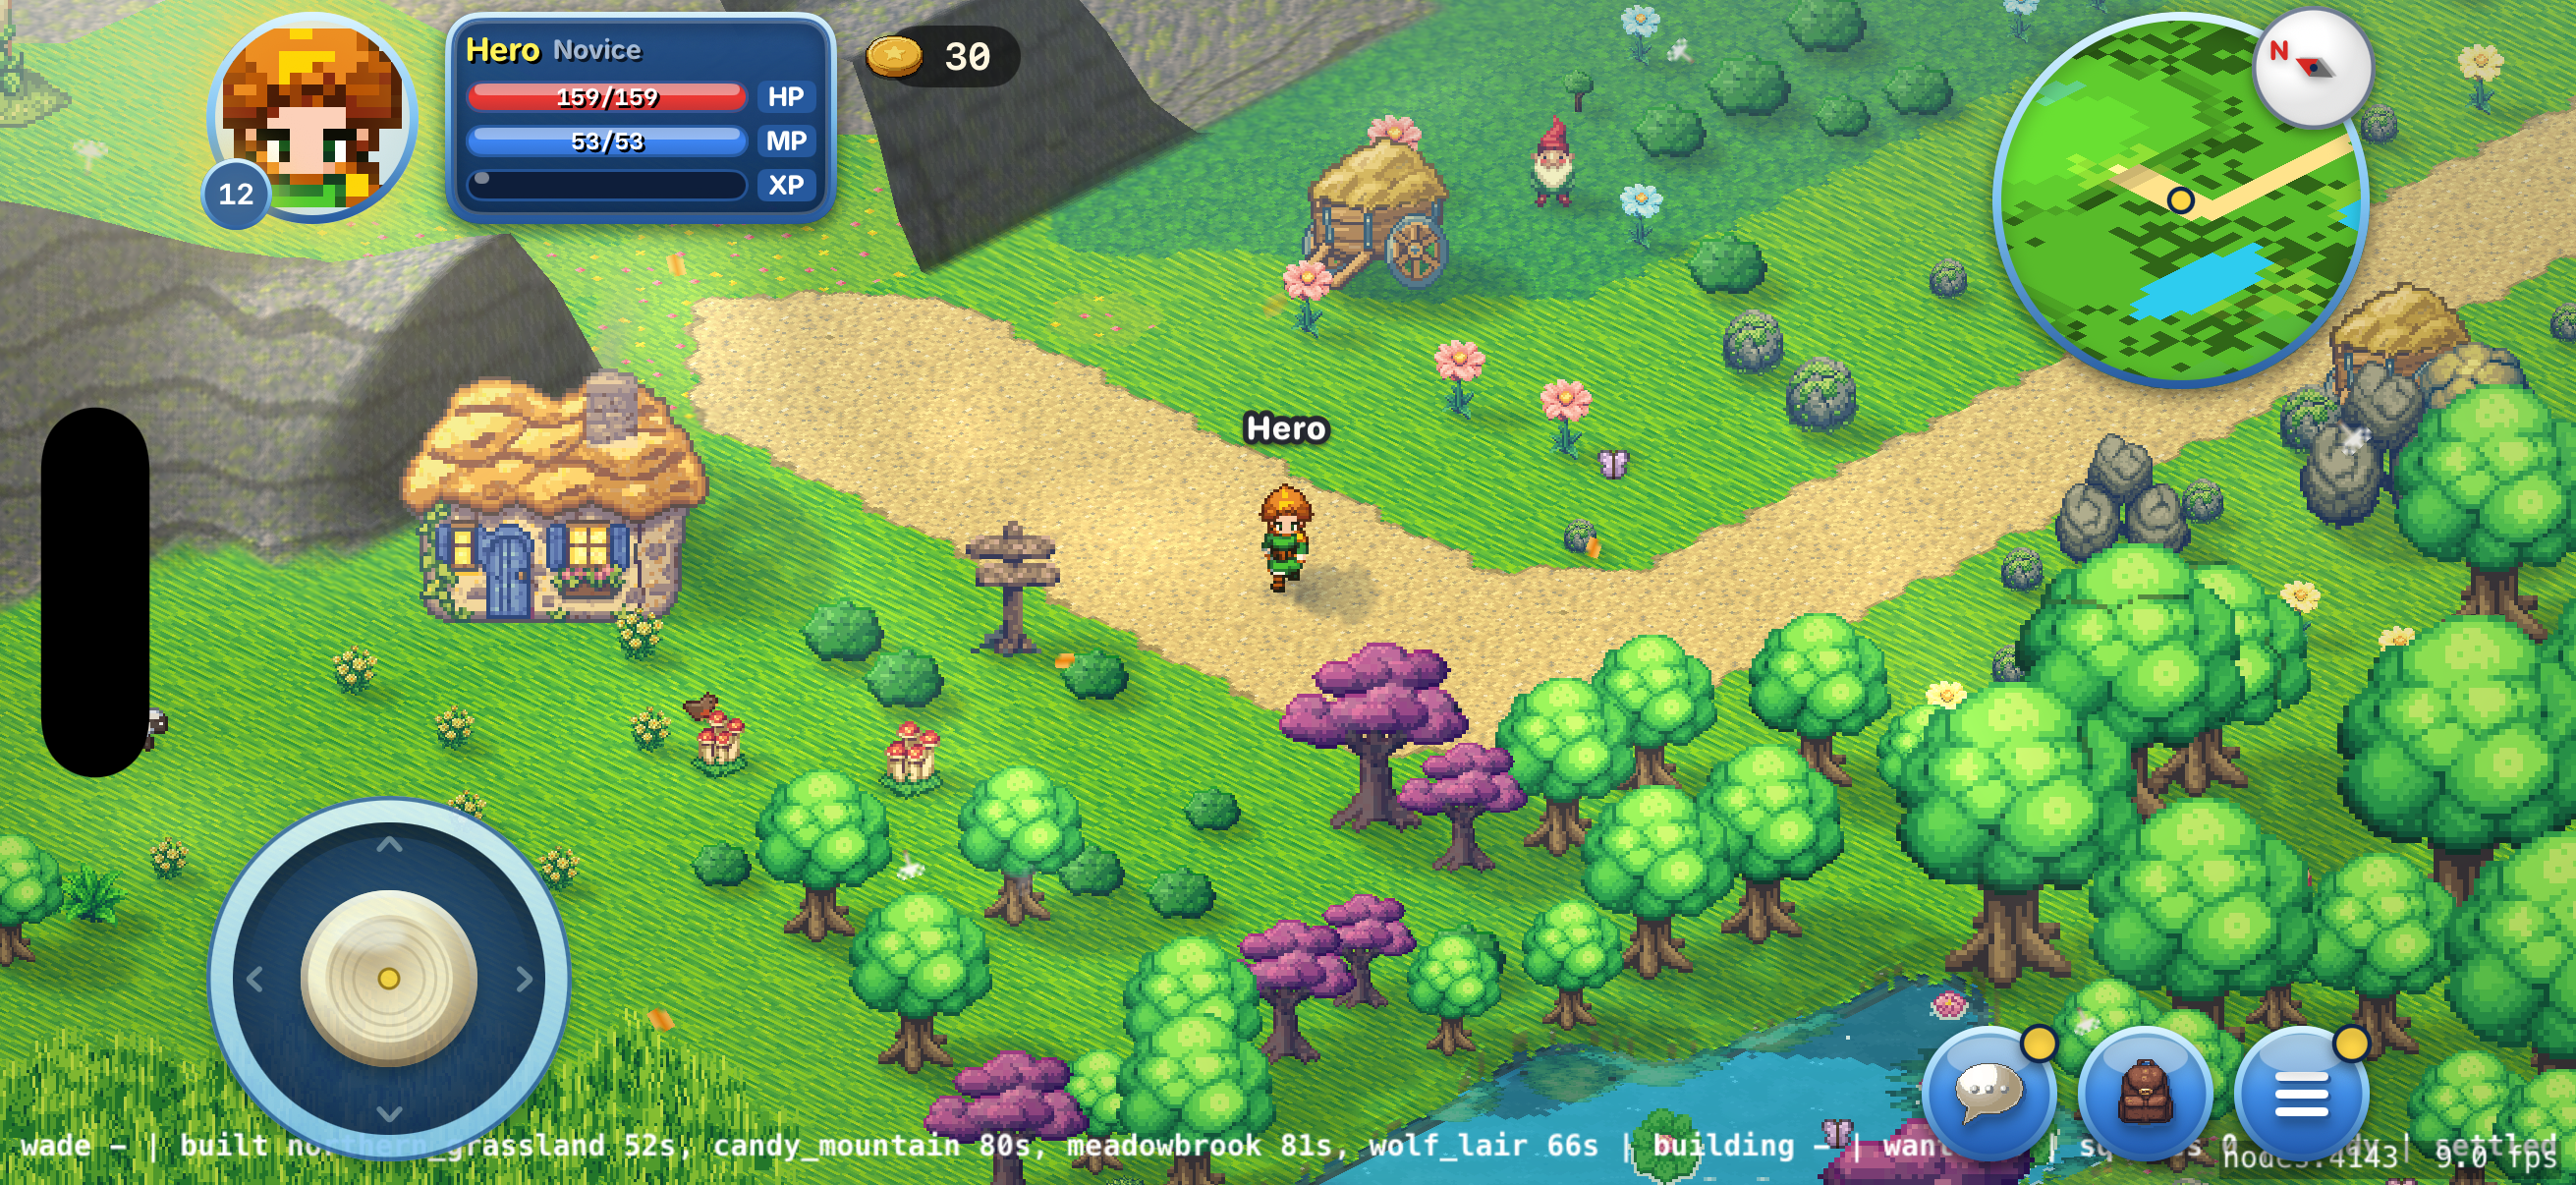 Hero Novice
159/159 HP
53/53 MP
XP
12
30
N
Hero
wade — | built northern_grassland 52s, candy_mountain 80s, meadowbrook 81s, wolf_lair 66s | building — | settled
nodes:4143 9.0 fps